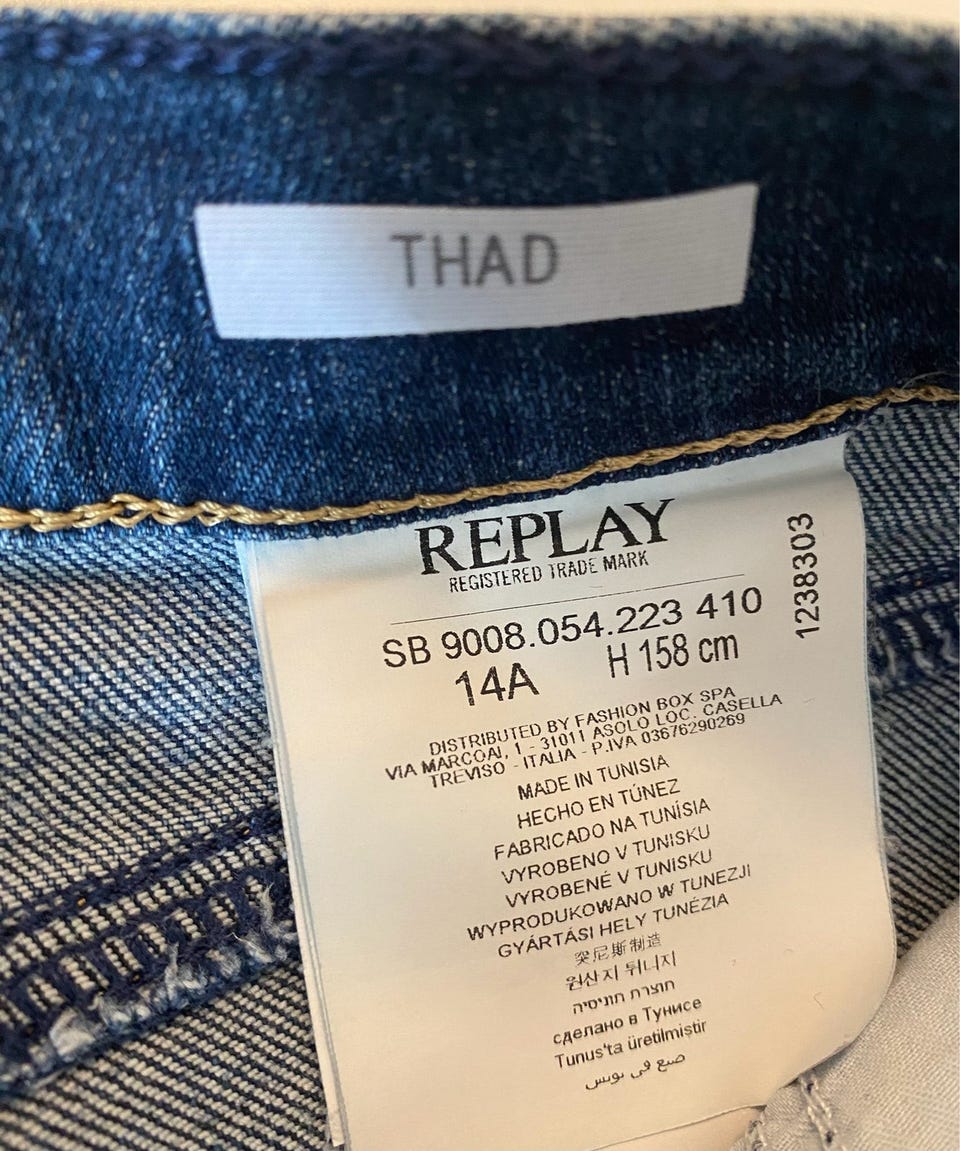 THAD
REPLAY
REGISTERED TRADE MARK
SB 9008.054.223 410
14A H 158 cm
1238303
DISTRIBUTED BY FASHION BOX SPA
VIA MARCOAI, 1 - 31011 ASOLO LOC. CASELLA
TREVISO - ITALIA - P.IVA 03676290269
MADE IN TUNISIA
HECHO EN TÚNEZ
FABRICADO NA TUNÍSIA
VYROBENO V TUNISKU
VYROBENÉ V TUNISKU
WYPRODUKOWANO W TUNEZJI
GYÁRTÁSI HELY TUNÉZIA
突尼斯制造
원산지 튀니지
תוצרת תוניסיה
сделано в Тунисе
Tunus'ta üretilmiştir
صنع في تونس